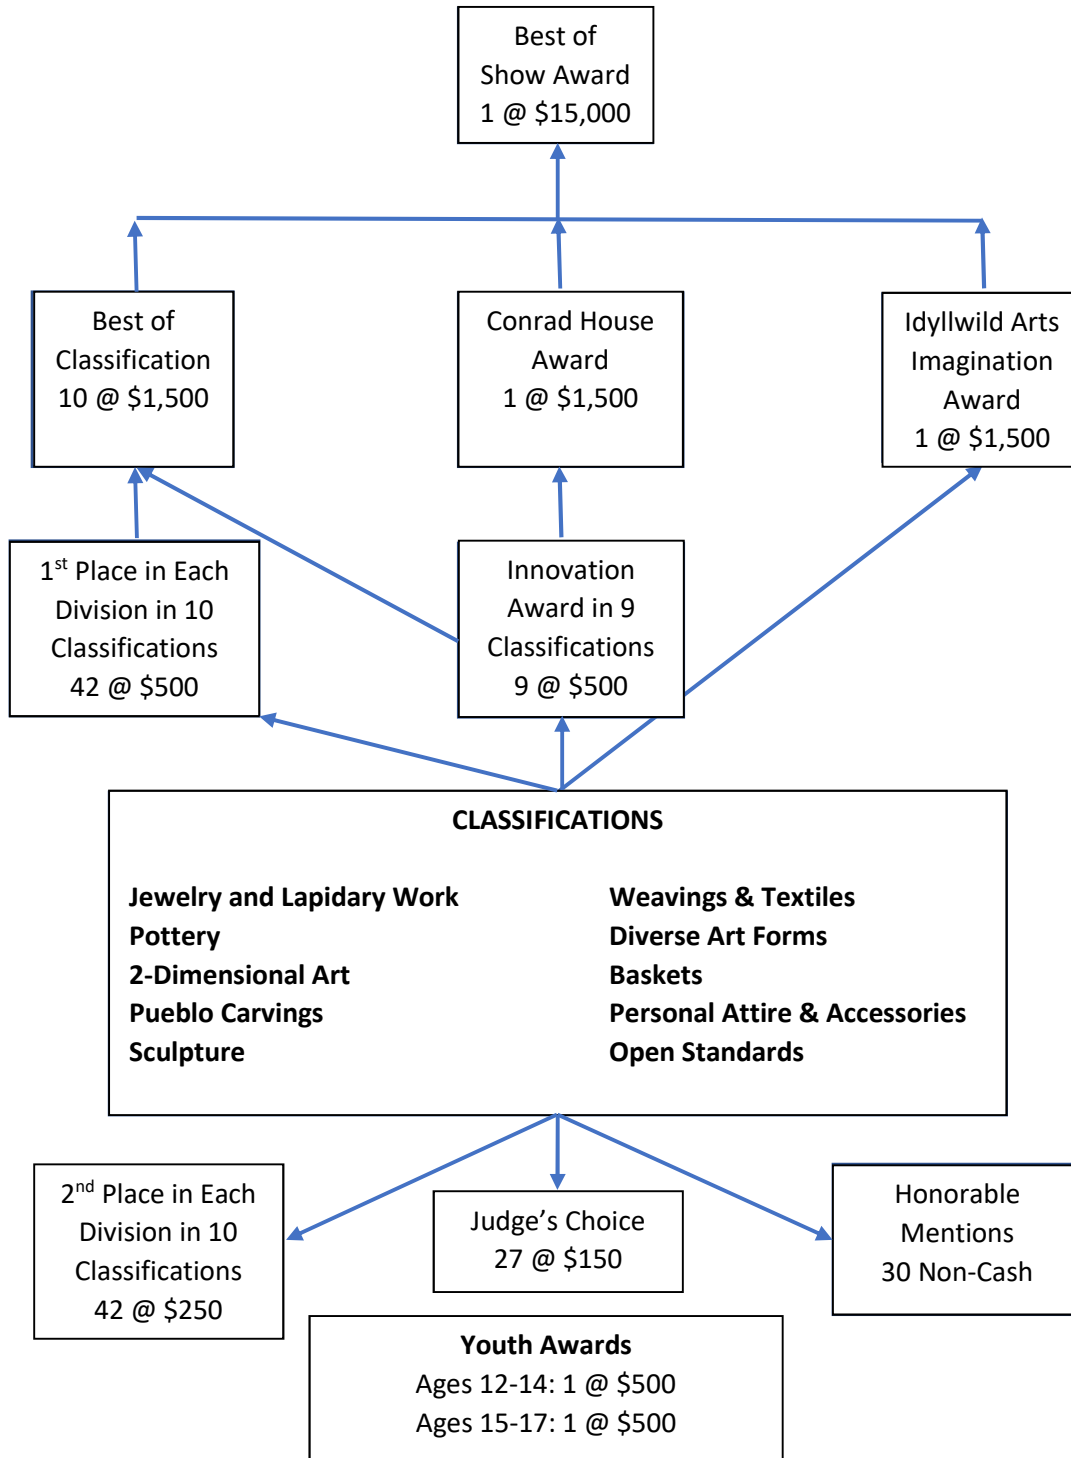 Best of
Show Award
1 @ $15,000
Best of
Classification
10 @ $1,500
Conrad House
Award
1 @ $1,500
Idyllwild Arts
Imagination
Award
1 @ $1,500
1st Place in Each
Division in 10
Classifications
42 @ $500
Innovation
Award in 9
Classifications
9 @ $500
CLASSIFICATIONS
Jewelry and Lapidary Work
Pottery
2-Dimensional Art
Pueblo Carvings
Sculpture
Weavings & Textiles
Diverse Art Forms
Baskets
Personal Attire & Accessories
Open Standards
2nd Place in Each
Division in 10
Classifications
42 @ $250
Judge’s Choice
27 @ $150
Honorable
Mentions
30 Non-Cash
Youth Awards
Ages 12-14: 1 @ $500
Ages 15-17: 1 @ $500